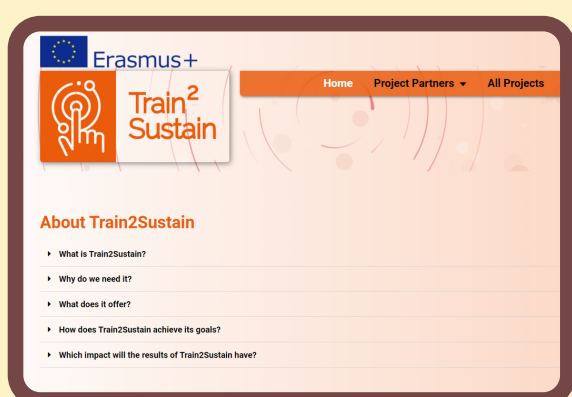 Erasmus+
Train²
Sustain
Home Project Partners All Projects
About Train2Sustain
What is Train2Sustain?
Why do we need it?
What does it offer?
How does Train2Sustain achieve its goals?
Which impact will the results of Train2Sustain have?